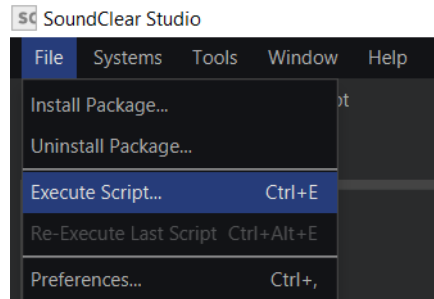 SC SoundClear Studio
File Systems Tools Window Help
Install Package...
Uninstall Package...
Execute Script... Ctrl+E
Re-Execute Last Script Ctrl+Alt+E
Preferences... Ctrl+,